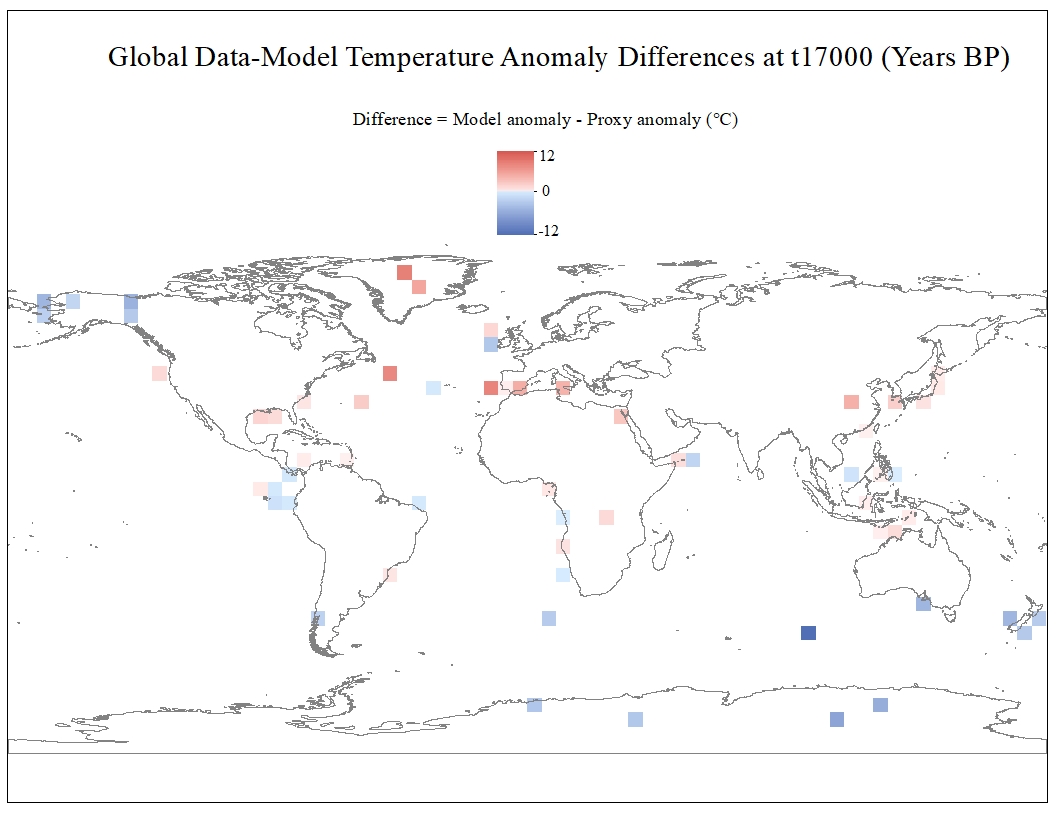 Global Data-Model Temperature Anomaly Differences at t17000 (Years BP)
Difference = Model anomaly - Proxy anomaly (°C)
12
0
-12